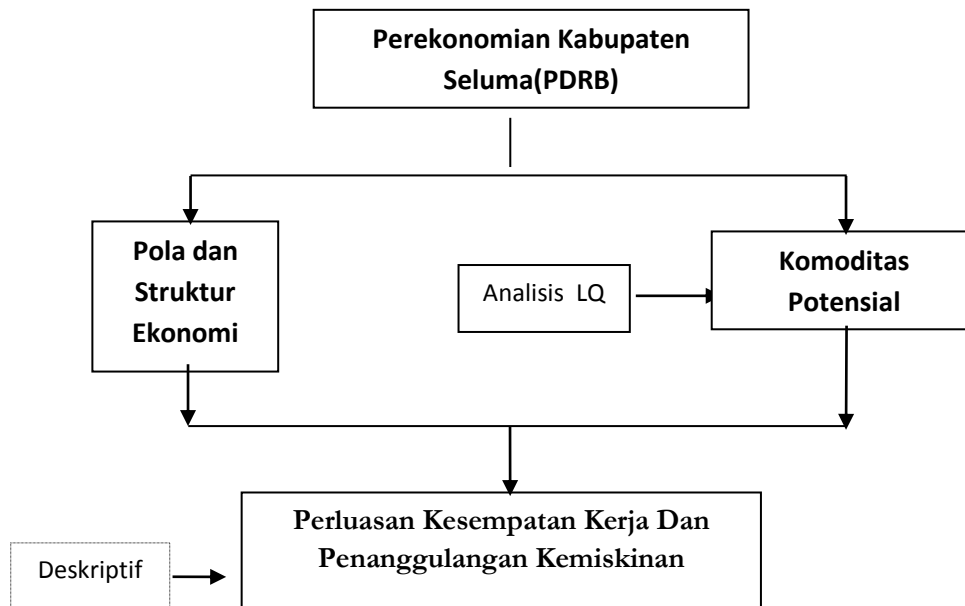 Perekonomian Kabupaten
Seluma(PDRB)
Pola dan
Struktur
Ekonomi
Analisis LQ
Komoditas
Potensial
Perluasan Kesempatan Kerja Dan
Penanggulangan Kemiskinan
Deskriptif